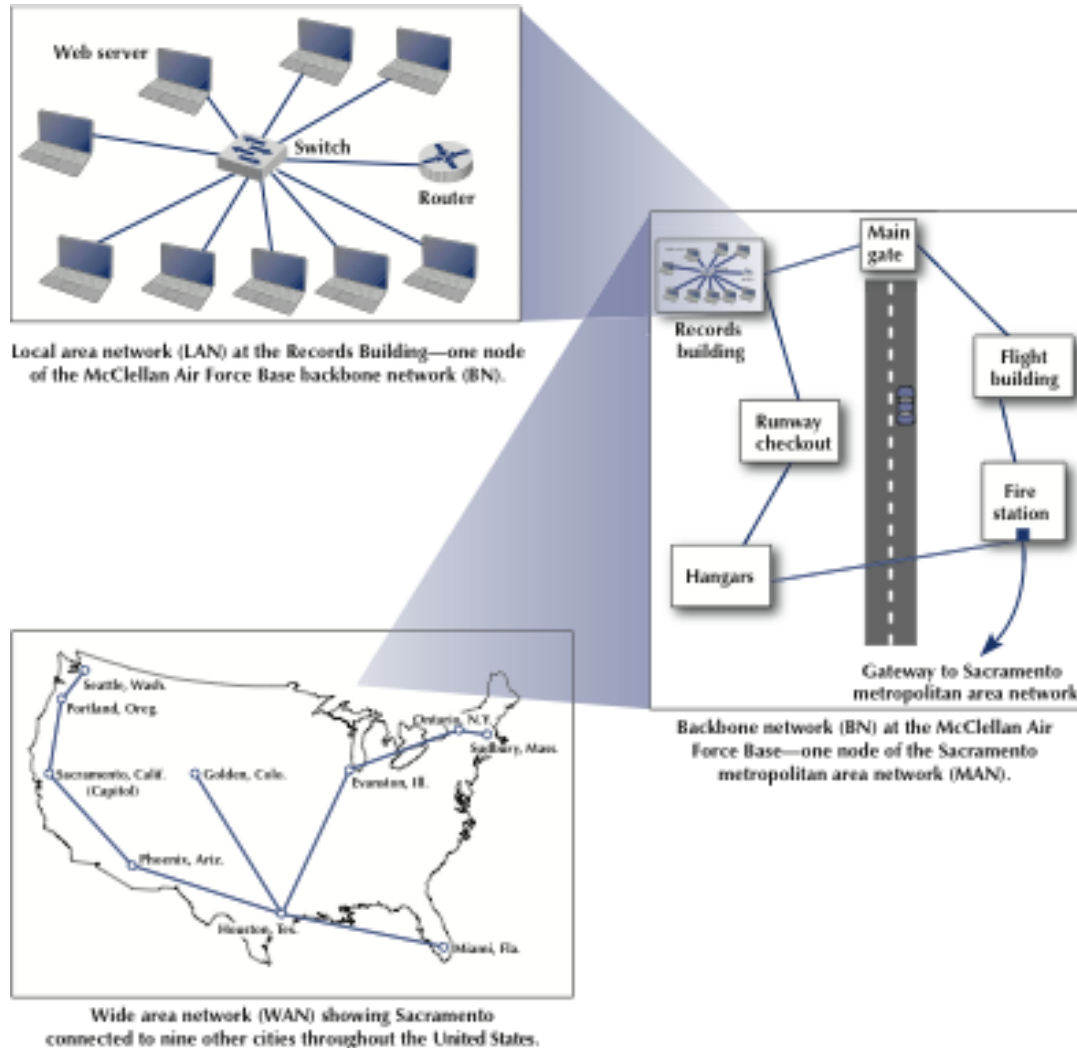 Web server
Switch
Router
Local area network (LAN) at the Records Building—one node
of the McClellan Air Force Base backbone network (BN).
Main
gate
Records
building
Flight
building
Runway
checkout
Fire
station
Hangars
Gateway to Sacramento
metropolitan area network
Backbone network (BN) at the McClellan Air
Force Base—one node of the Sacramento
metropolitan area network (MAN).
Seattle, Wash.
Portland, Oreg.
Ontario, N.Y.
Sudbury, Mass.
Sacramento, Calif.
(Capitol)
Golden, Colo.
Evanston, Ill.
Phoenix, Ariz.
Houston, Tex.
Miami, Fla.
Wide area network (WAN) showing Sacramento
connected to nine other cities throughout the United States.